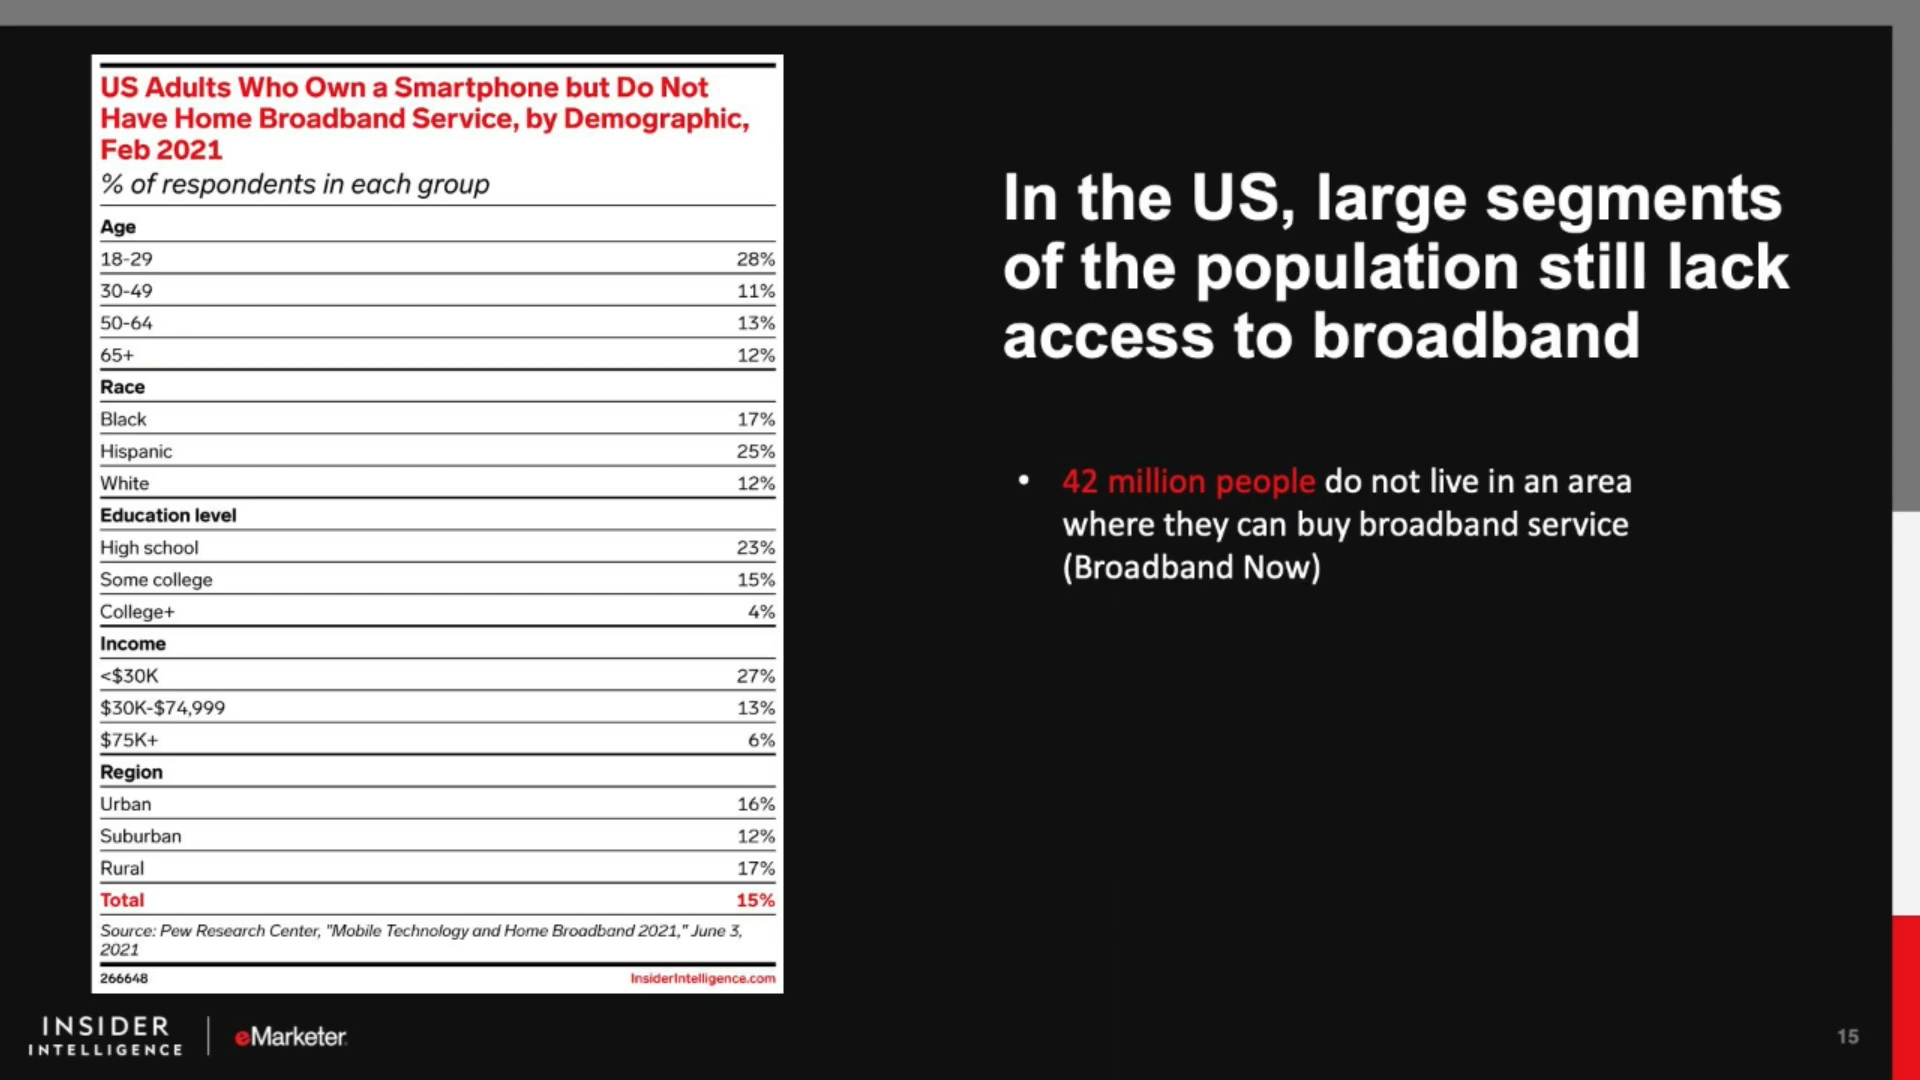 US Adults Who Own a Smartphone but Do Not
Have Home Broadband Service, by Demographic,
Feb 2021
% of respondents in each group
Age
18-29 28%
30-49 11%
50-64 13%
65+ 12%
Race
Black 17%
Hispanic 25%
White 12%
Education level
High school 23%
Some college 15%
College+ 4%
Income
<$30K 27%
$30K-$74,999 13%
$75K+ 6%
Region
Urban 16%
Suburban 12%
Rural 17%
Total 15%
Source: Pew Research Center, "Mobile Technology and Home Broadband 2021," June 3,
2021
266648 InsiderIntelligence.com
In the US, large segments
of the population still lack
access to broadband
• 42 million people do not live in an area
where they can buy broadband service
(Broadband Now)
INSIDER
INTELLIGENCE
eMarketer
15